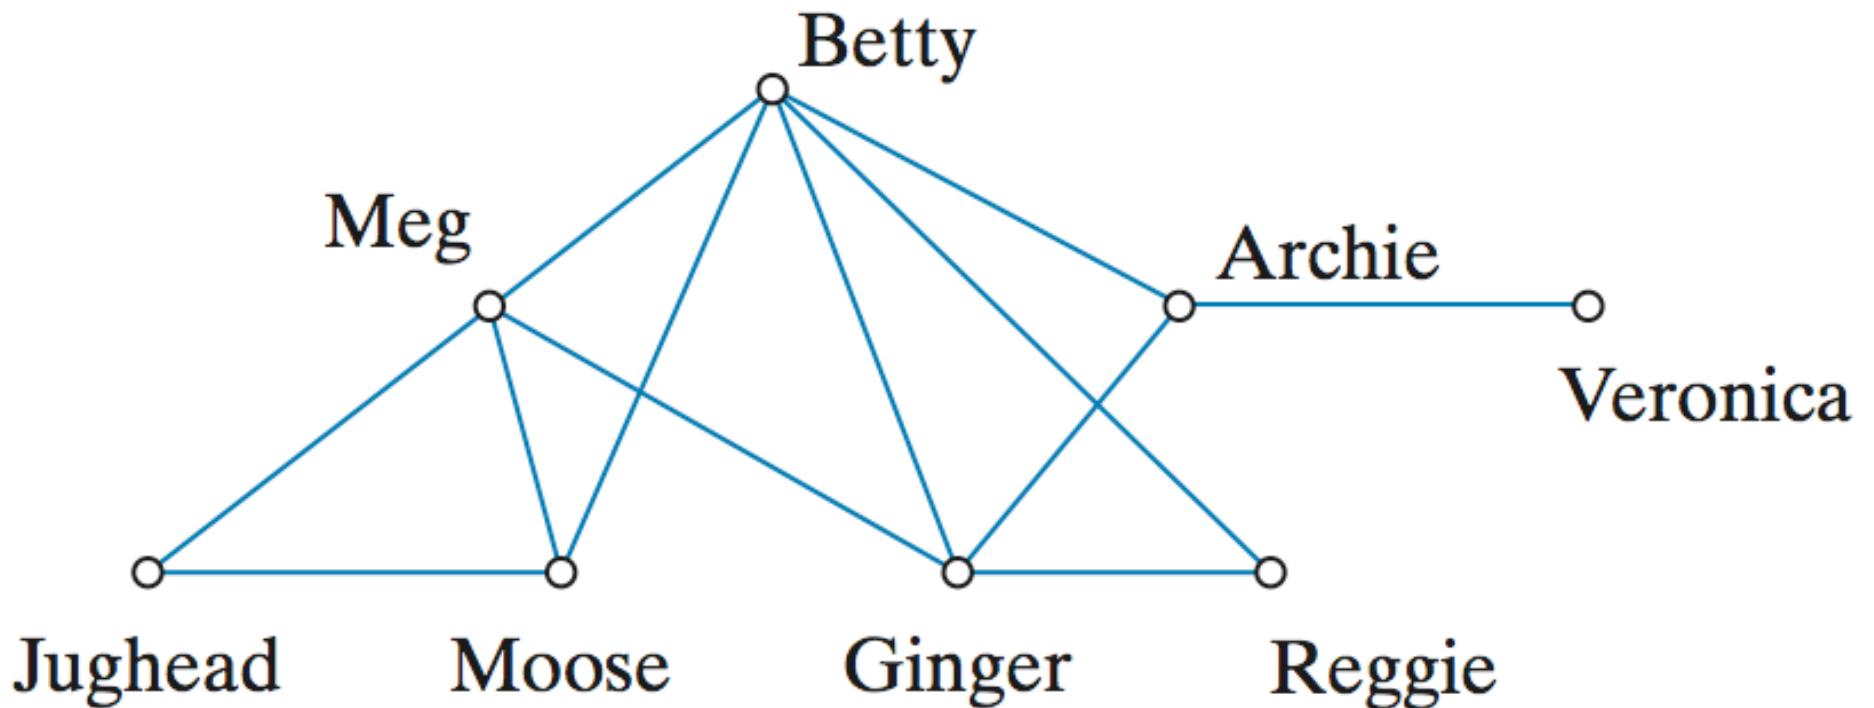 Betty
Meg
Archie
Veronica
Jughead
Moose
Ginger
Reggie